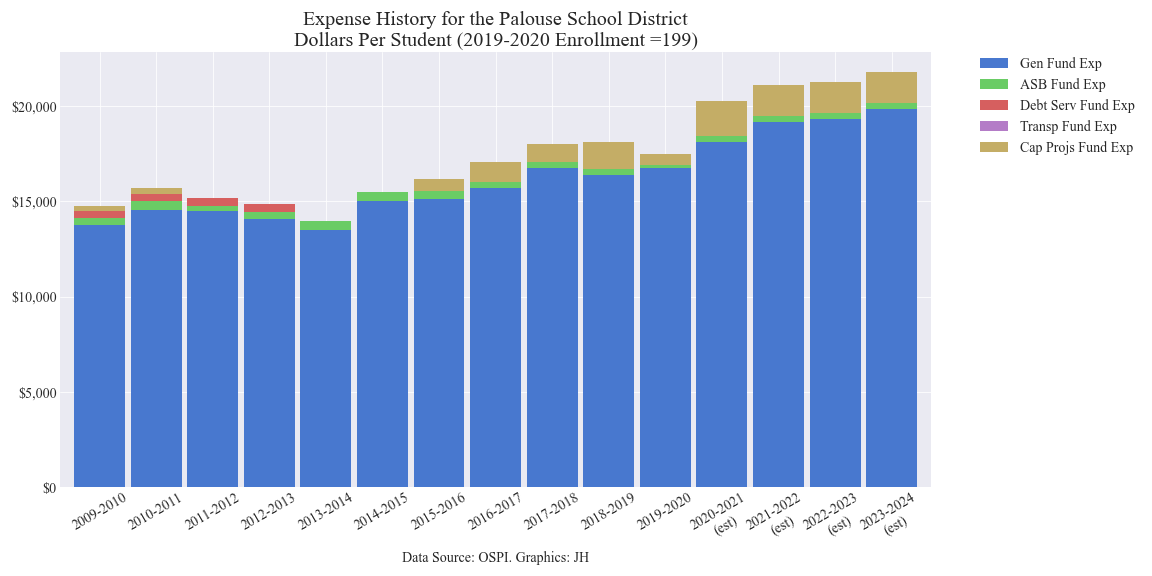 Expense History for the Palouse School District
Dollars Per Student (2019-2020 Enrollment =199)
Gen Fund Exp
ASB Fund Exp
Debt Serv Fund Exp
Transp Fund Exp
Cap Projs Fund Exp
$20,000
$15,000
$10,000
$5,000
$0
2009-2010
2010-2011
2011-2012
2012-2013
2013-2014
2014-2015
2015-2016
2016-2017
2017-2018
2018-2019
2019-2020
2020-2021
(est)
2021-2022
(est)
2022-2023
(est)
2023-2024
(est)
Data Source: OSPI. Graphics: JH